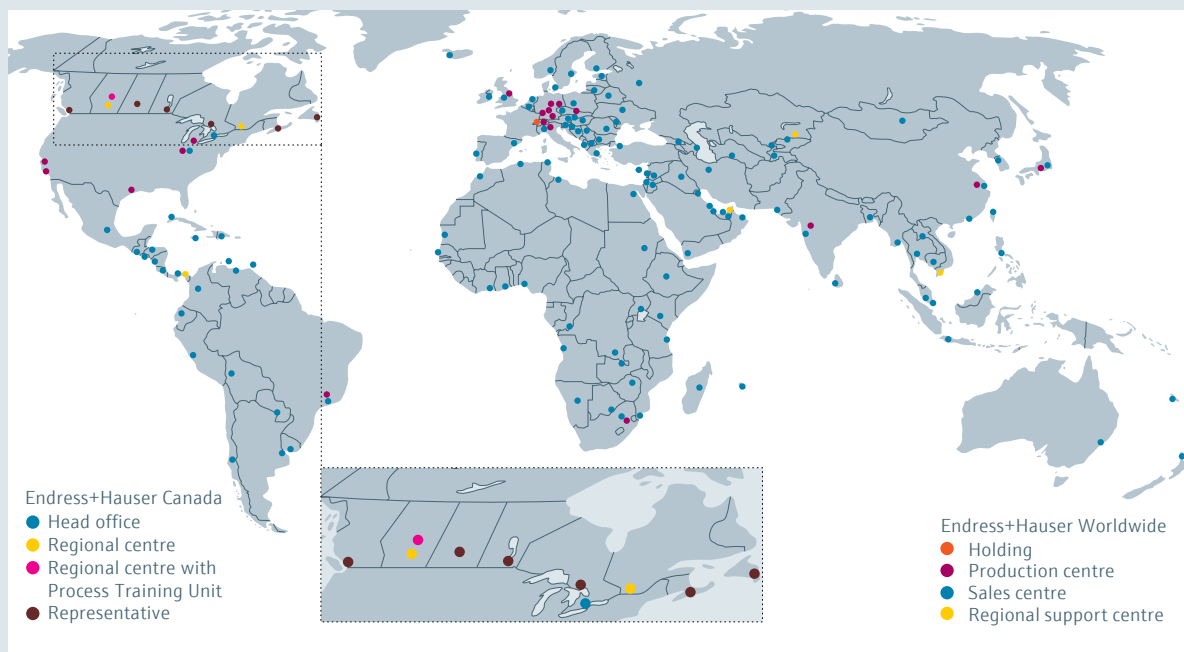 Endress+Hauser Canada
Head office
Regional centre
Regional centre with
Process Training Unit
Representative
Endress+Hauser Worldwide
Holding
Production centre
Sales centre
Regional support centre